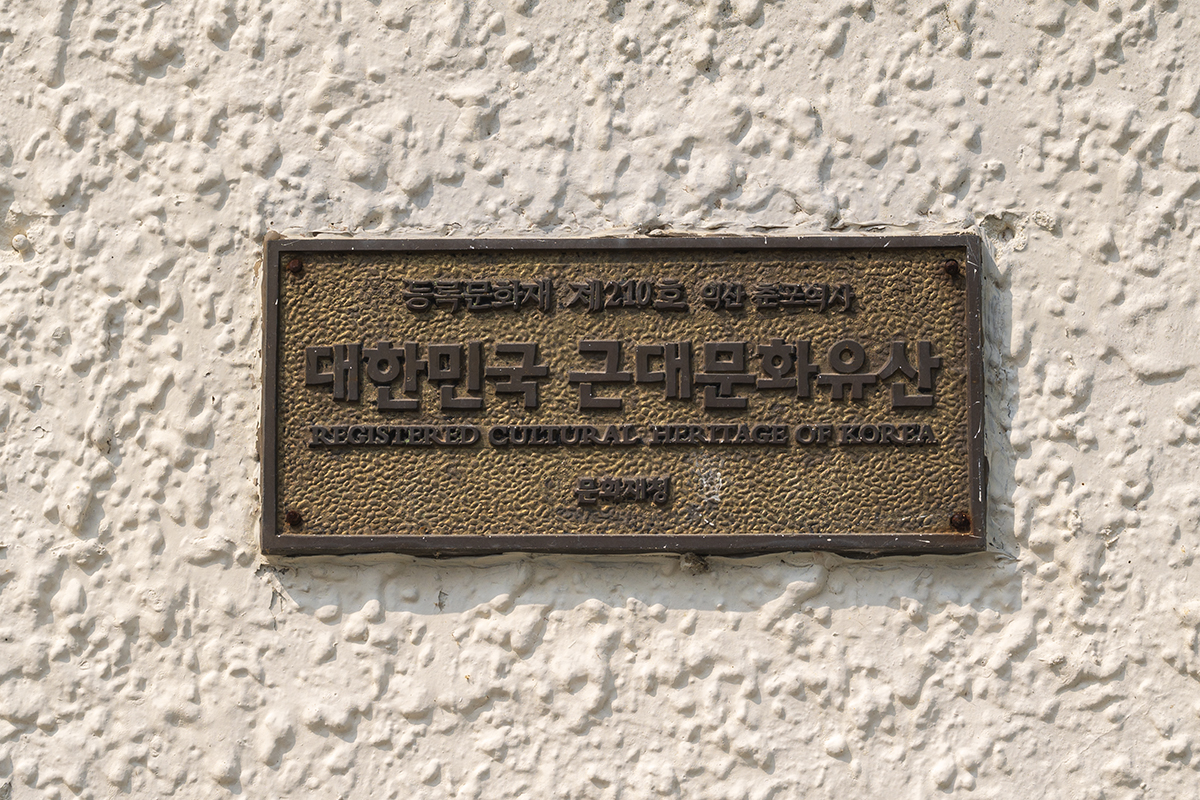 등록문화재 제210호 익산 춘포역사
대한민국 근대문화유산
REGISTERED CULTURAL HERITAGE OF KOREA
문화재청